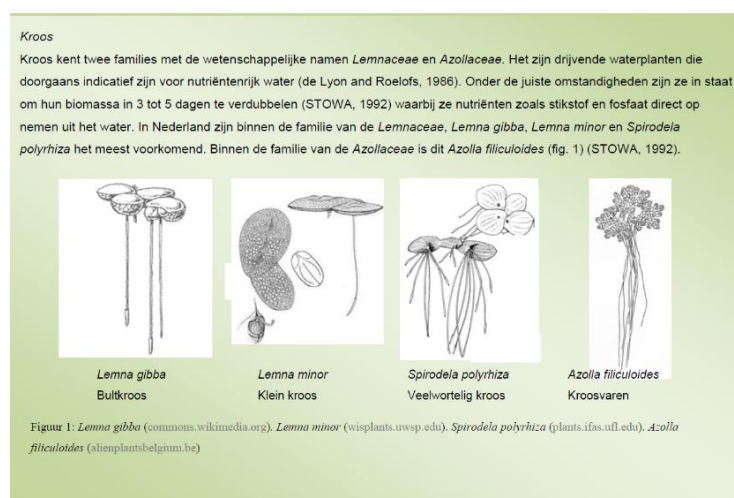 Kroos
Kroos kent twee families met de wetenschappelijke namen Lemnaceae en Azollaceae. Het zijn drijvende waterplanten die
doorgaans indicatief zijn voor nutriëntenrijk water (de Lyon and Roelofs, 1986). Onder de juiste omstandigheden zijn ze in staat
om hun biomassa in 3 tot 5 dagen te verdubbelen (STOWA, 1992) waarbij ze nutriënten zoals stikstof en fosfaat direct op
nemen uit het water. In Nederland zijn binnen de familie van de Lemnaceae, Lemna gibba, Lemna minor en Spirodela
polyrhiza het meest voorkomend. Binnen de familie van de Azollaceae is dit Azolla filiculoides (fig. 1) (STOWA, 1992).
Lemna gibba Lemna minor Spirodela polyrhiza Azolla filiculoides
Bultkroos Klein kroos Veelwortelig kroos Kroosvaren
Figuur 1: Lemna gibba (commons.wikimedia.org). Lemna minor (wisplants.uwsp.edu). Spirodela polyrhiza (plants.ifas.ufl.edu). Azolla
filiculoides (alienplantsbelgium.be)